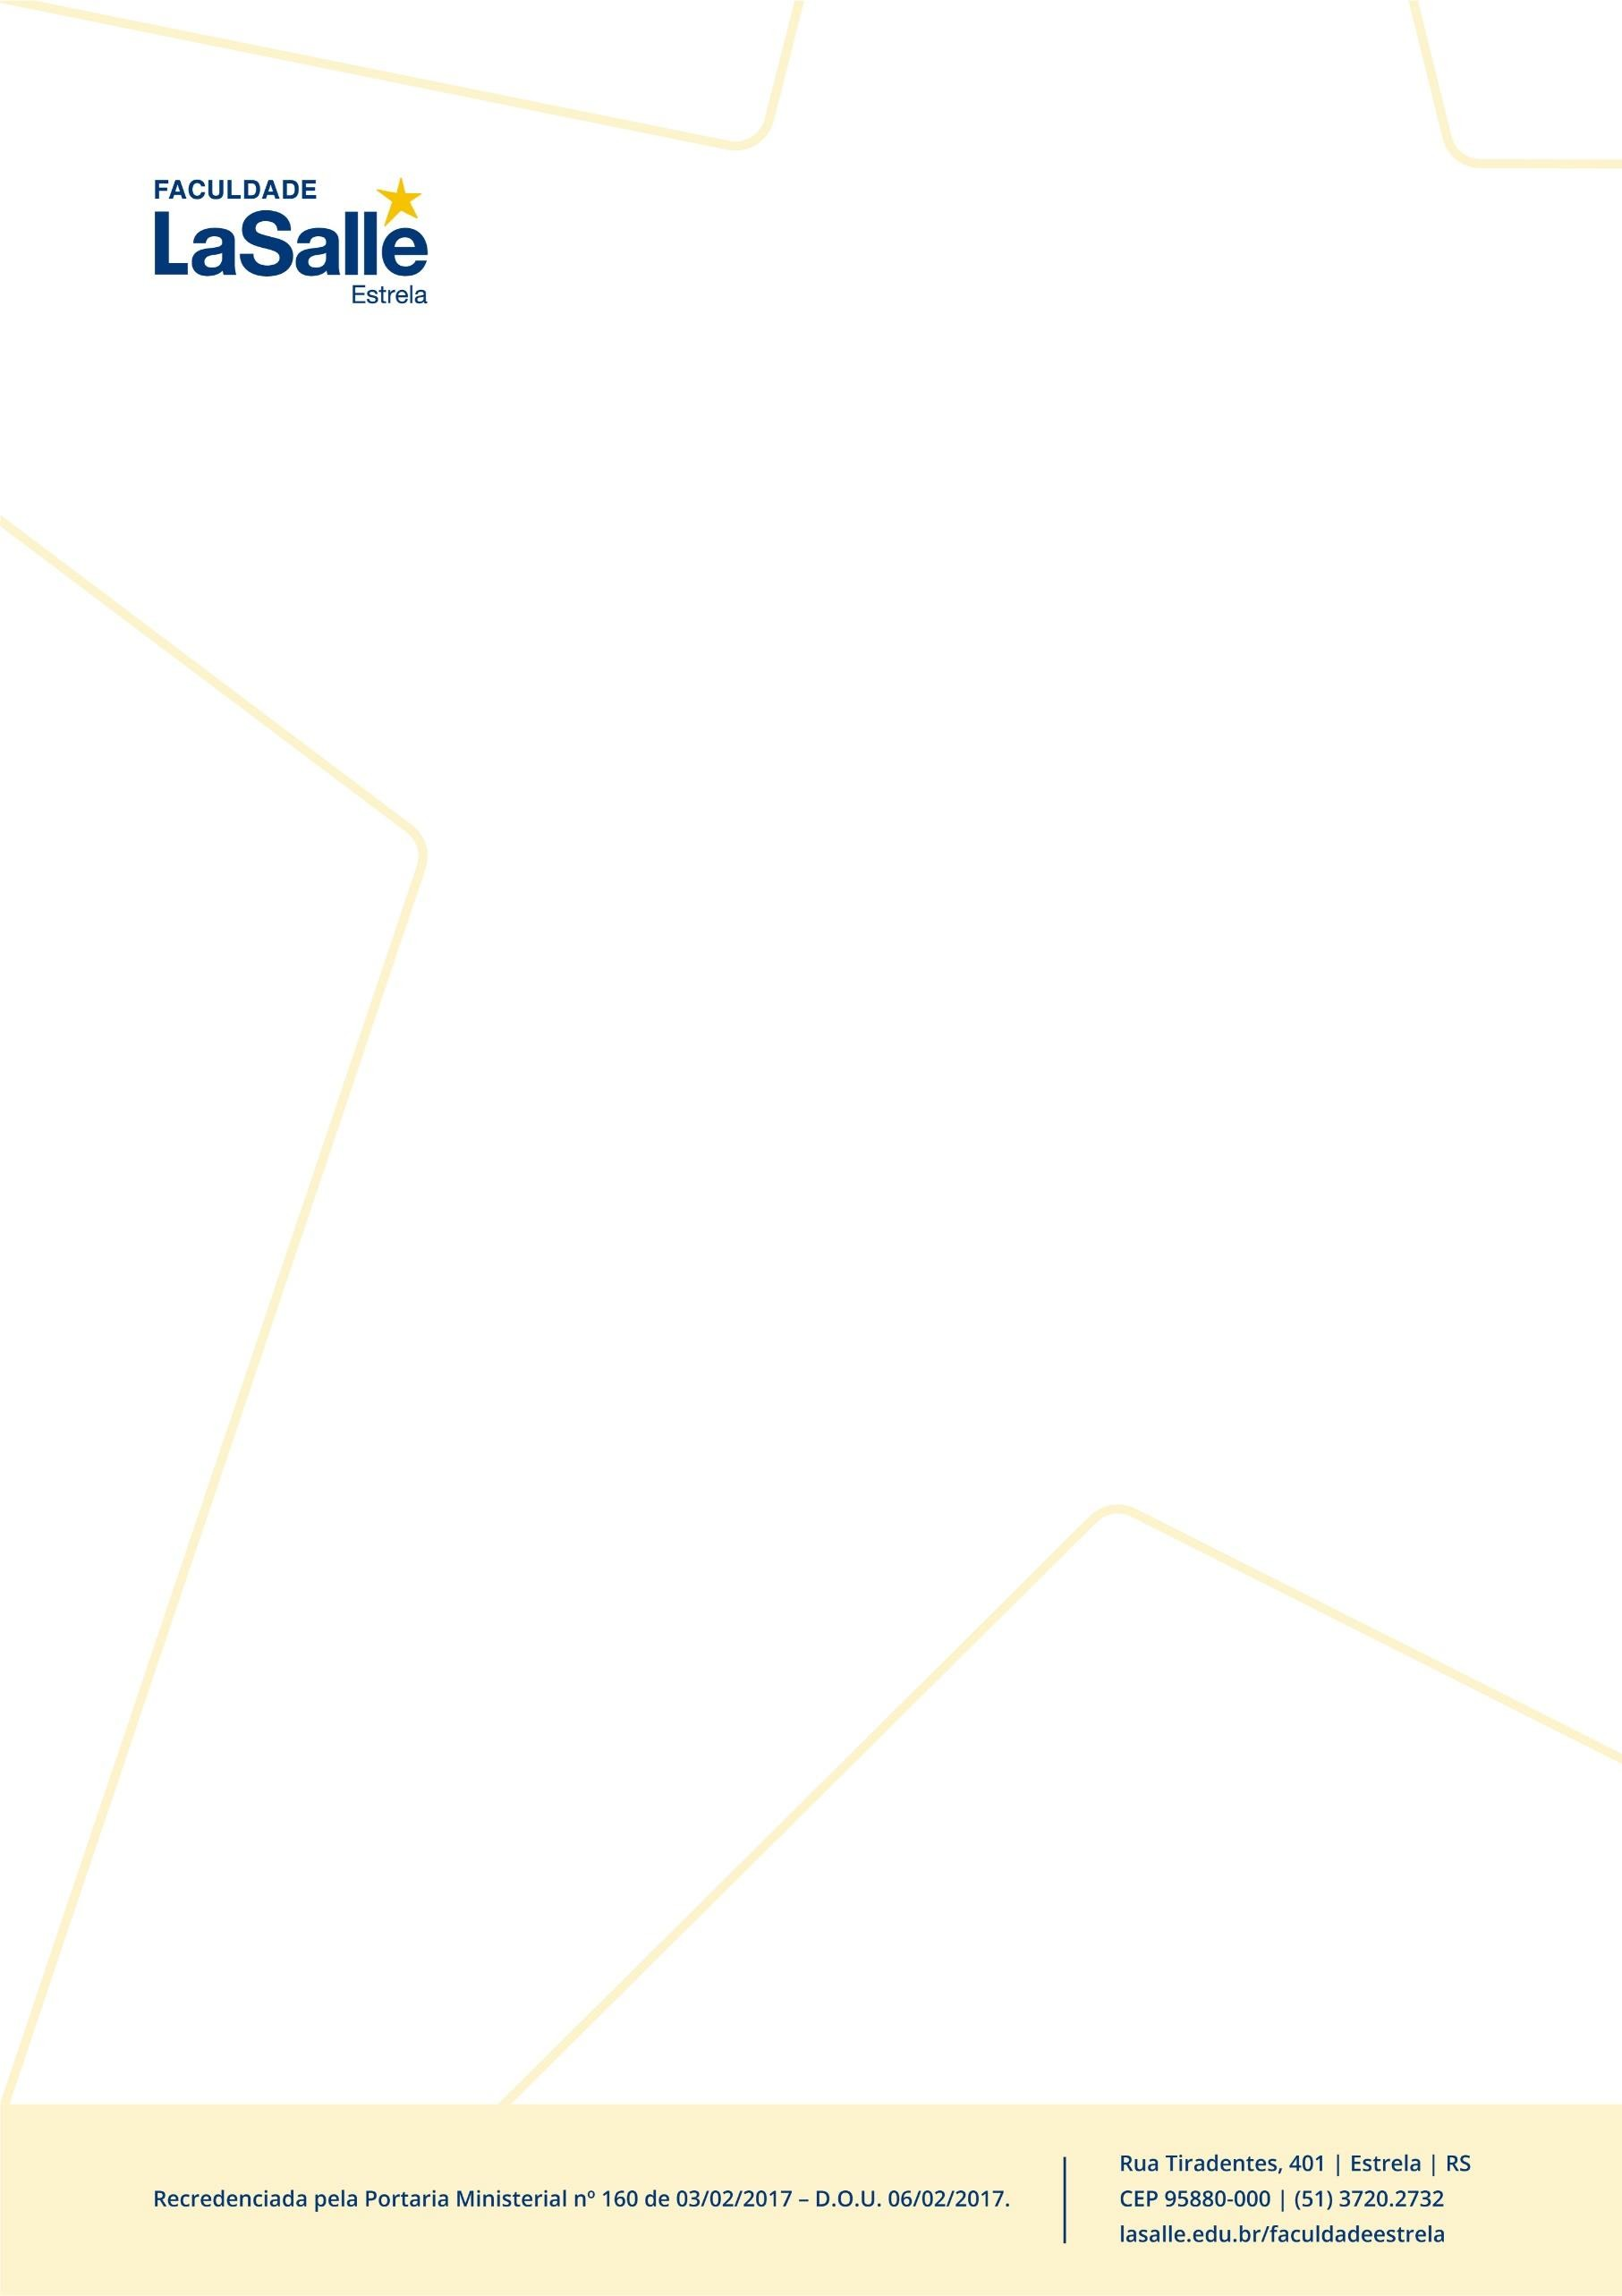 FACULDADE
LaSalle
Estrela
Recredenciada pela Portaria Ministerial nº 160 de 03/02/2017 – D.O.U. 06/02/2017.
Rua Tiradentes, 401 | Estrela | RS
CEP 95880-000 | (51) 3720.2732
lasalle.edu.br/faculdadeestrela